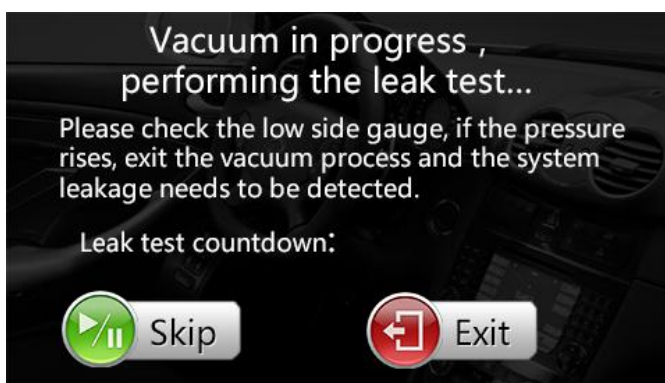 Vacuum in progress ,
performing the leak test...
Please check the low side gauge, if the pressure
rises, exit the vacuum process and the system
leakage needs to be detected.
Leak test countdown:
Skip
Exit